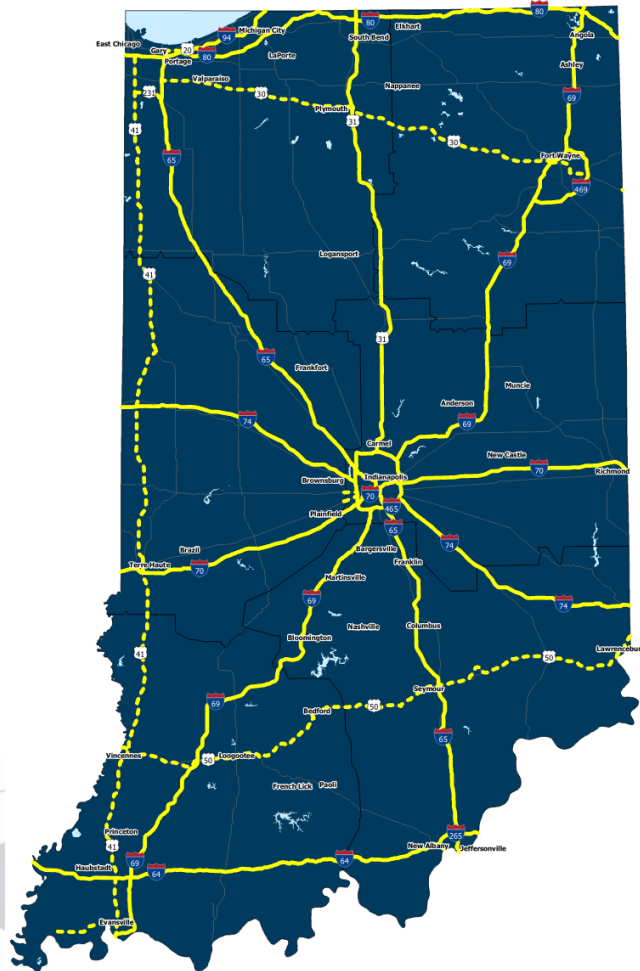 80
Michigan City
Elkhart
80
94
East Chicago
Gary
20
South Bend
Angola
Portage
80
LaPorte
Ashley
Valparaiso
Nappanee
231
30
69
Plymouth
31
41
30
65
Fort Wayne
469
Logansport
69
41
31
65
Frankfort
Muncie
Anderson
74
69
Carmel
New Castle
Brownsburg
Indianapolis
70
Richmond
70
465
Plainfield
65
Brazil
Bargersville
74
Terre Haute
Franklin
70
Martinsville
69
74
Nashville
Columbus
Bloomington
41
50
Lawrencebu
Seymour
69
Bedford
50
65
Vincennes
50
Loogootee
French Lick
Paoli
Princeton
265
41
New Albany
Jeffersonville
69
64
Haubstadt
64
Evansville